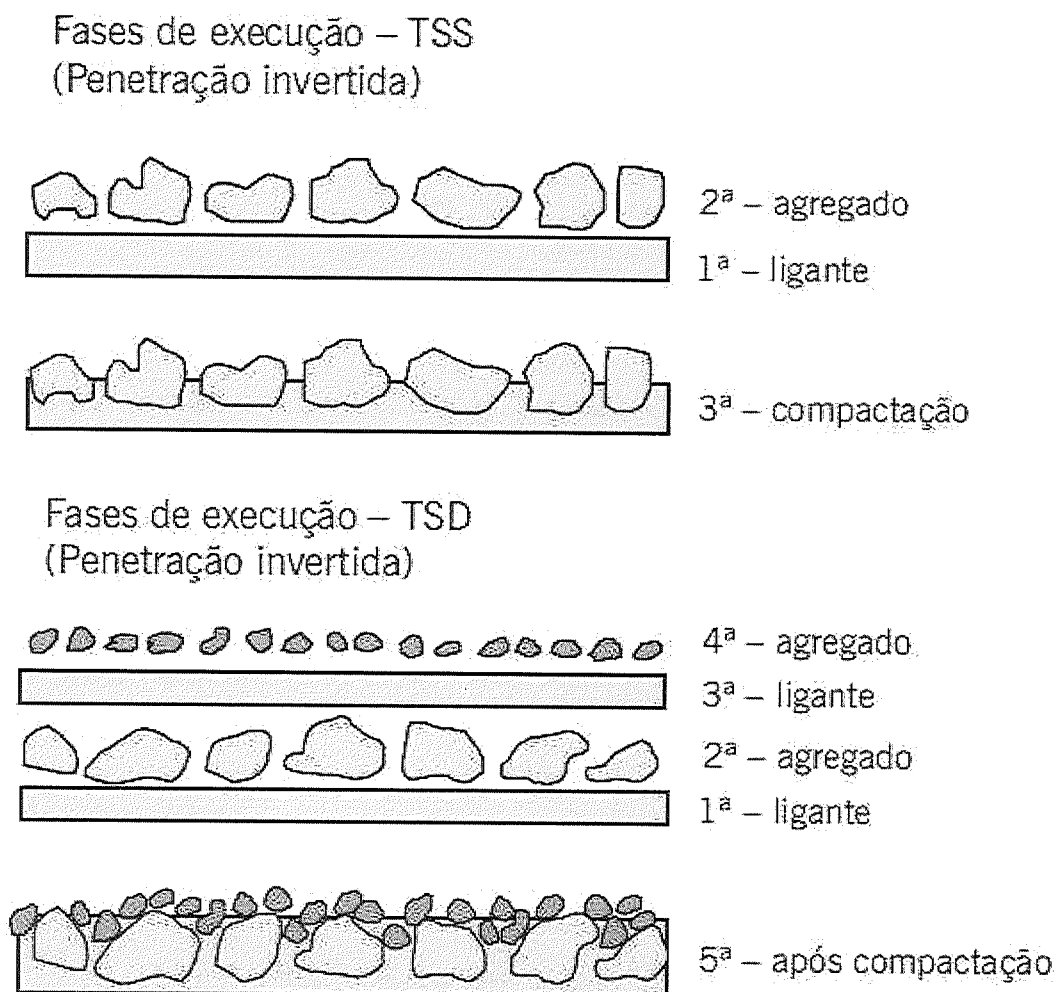 Fases de execução – TSS
(Penetração invertida)
2ª – agregado
1ª – ligante
3ª – compactação
Fases de execução – TSD
(Penetração invertida)
4ª – agregado
3ª – ligante
2ª – agregado
1ª – ligante
5ª – após compactação